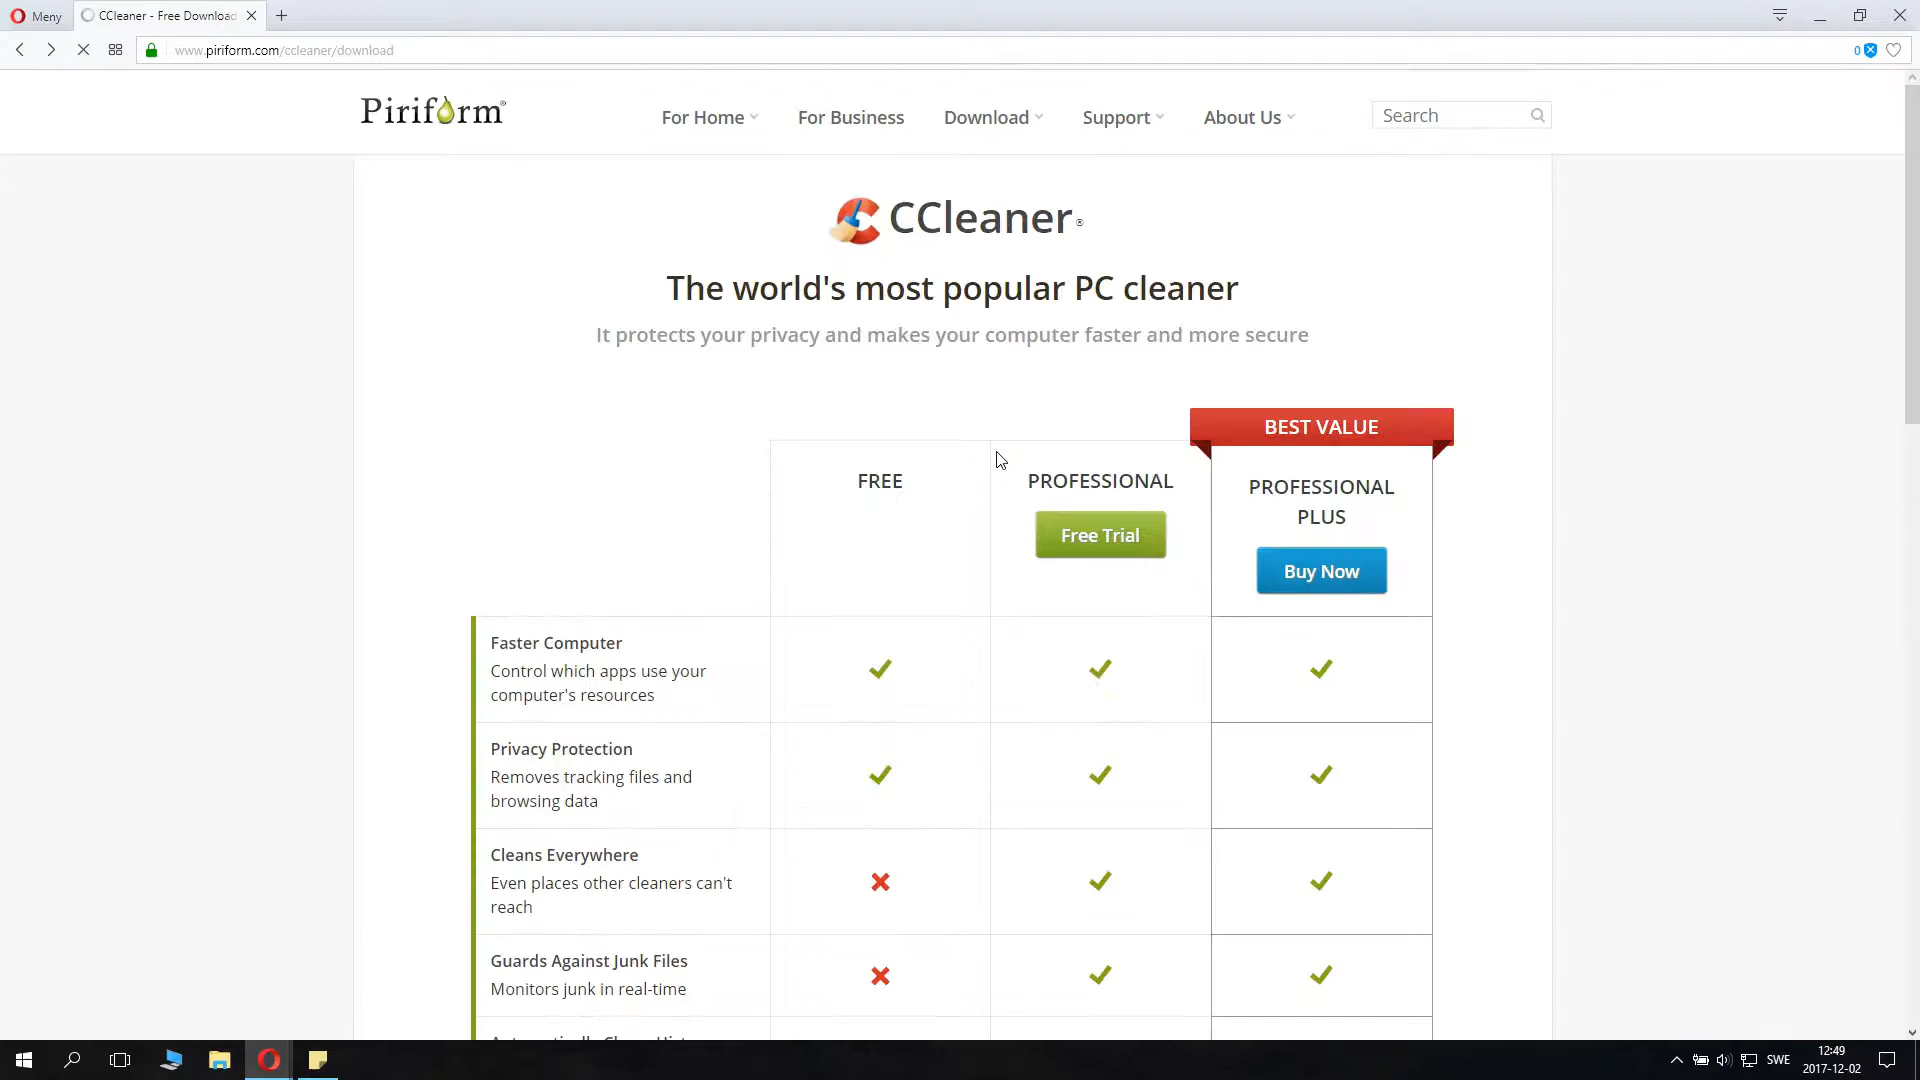 Meny
CCleaner - Free Download
www.piriform.com/ccleaner/download
0
Piriform®
For Home
For Business
Download
Support
About Us
Search
CCleaner®
The world's most popular PC cleaner
It protects your privacy and makes your computer faster and more secure
BEST VALUE
FREE
PROFESSIONAL
PROFESSIONAL
PLUS
Free Trial
Buy Now
Faster Computer
Control which apps use your
computer's resources
Privacy Protection
Removes tracking files and
browsing data
Cleans Everywhere
Even places other cleaners can't
reach
Guards Against Junk Files
Monitors junk in real-time
SWE
12:49
2017-12-02